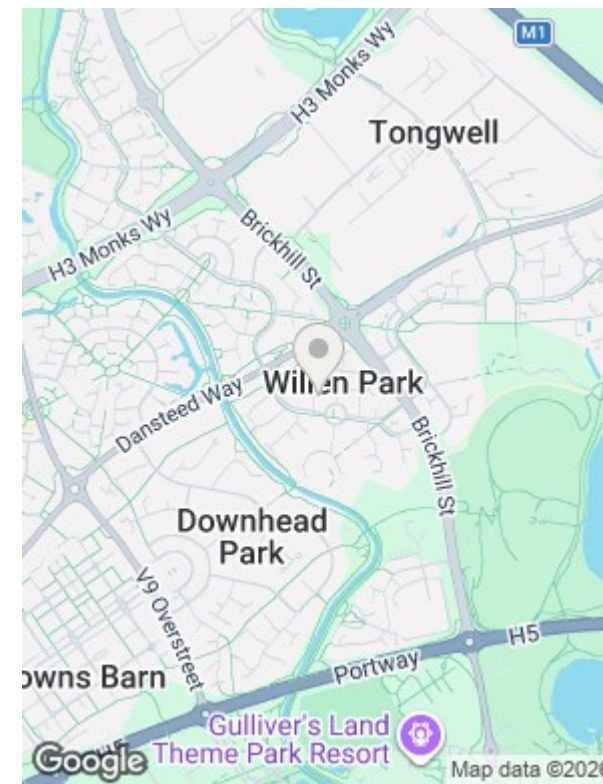 M1
H3 Monks Wy
Tongwell
H3 Monks Wy
Brickhill St
Willen Park
Dansteed Way
Brickhill St
Downhead
Park
V9 Overstreet
H5
Portway
owns Barn
Gulliver's Land
Theme Park Resort
Google
Map data ©2026